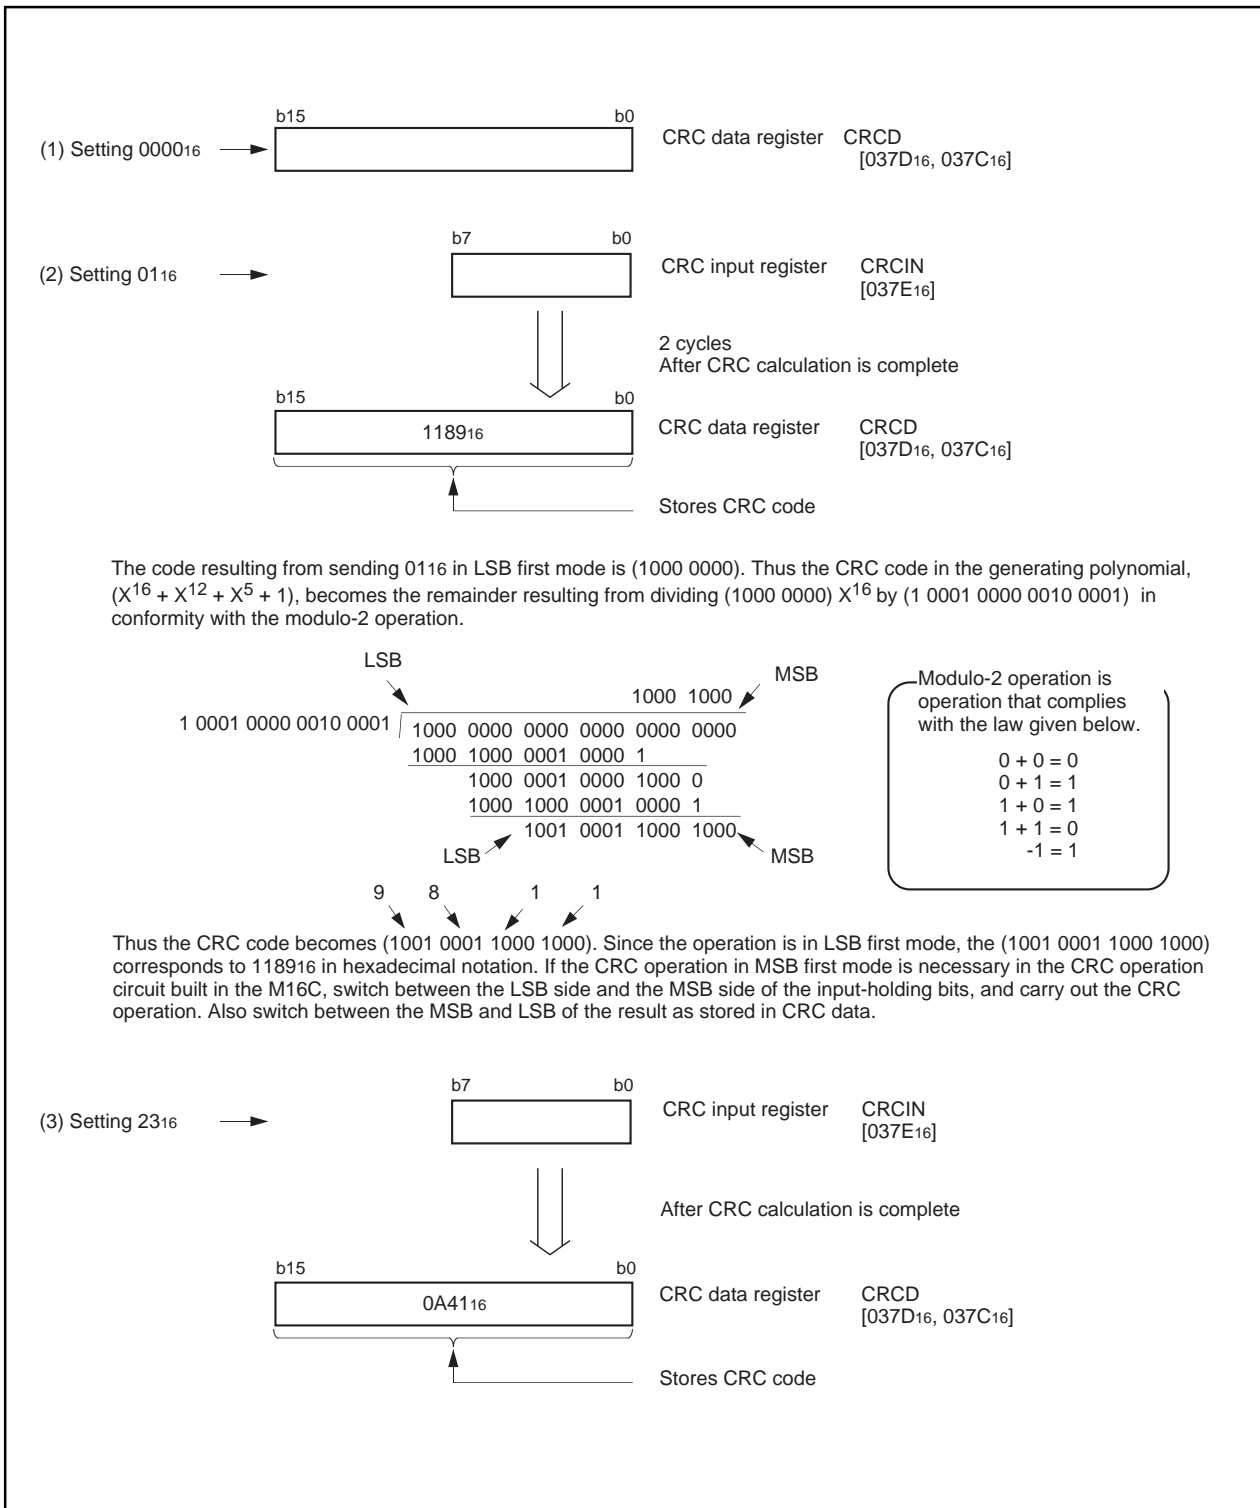 b15 b0
(1) Setting 000016
CRC data register CRCD
[037D16, 037C16]
b7 b0
(2) Setting 0116
CRC input register CRCIN
[037E16]
2 cycles
After CRC calculation is complete
b15 b0
118916
CRC data register CRCD
[037D16, 037C16]
Stores CRC code
The code resulting from sending 0116 in LSB first mode is (1000 0000). Thus the CRC code in the generating polynomial,
(X16 + X12 + X5 + 1), becomes the remainder resulting from dividing (1000 0000) X16 by (1 0001 0000 0010 0001) in
conformity with the modulo-2 operation.
LSB MSB
1000 1000
1 0001 0000 0010 0001 1000 0000 0000 0000 0000 0000
1000 1000 0001 0000 1
1000 0001 0000 1000 0
1000 1000 0001 0000 1
1001 0001 1000 1000
LSB MSB
Modulo-2 operation is
operation that complies
with the law given below.
0 + 0 = 0
0 + 1 = 1
1 + 0 = 1
1 + 1 = 0
-1 = 1
9 8 1 1
Thus the CRC code becomes (1001 0001 1000 1000). Since the operation is in LSB first mode, the (1001 0001 1000 1000)
corresponds to 118916 in hexadecimal notation. If the CRC operation in MSB first mode is necessary in the CRC operation
circuit built in the M16C, switch between the LSB side and the MSB side of the input-holding bits, and carry out the CRC
operation. Also switch between the MSB and LSB of the result as stored in CRC data.
b7 b0
(3) Setting 2316
CRC input register CRCIN
[037E16]
After CRC calculation is complete
b15 b0
0A4116
CRC data register CRCD
[037D16, 037C16]
Stores CRC code